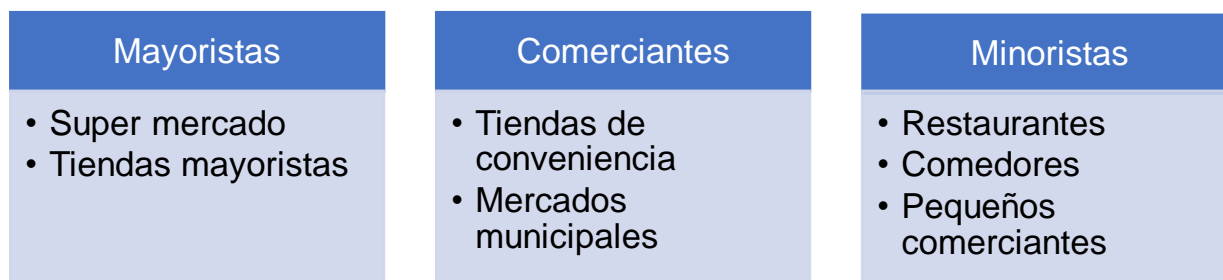 Mayoristas
• Super mercado
• Tiendas mayoristas
Comerciantes
• Tiendas de
conveniencia
• Mercados
municipales
Minoristas
• Restaurantes
• Comedores
• Pequeños
comerciantes